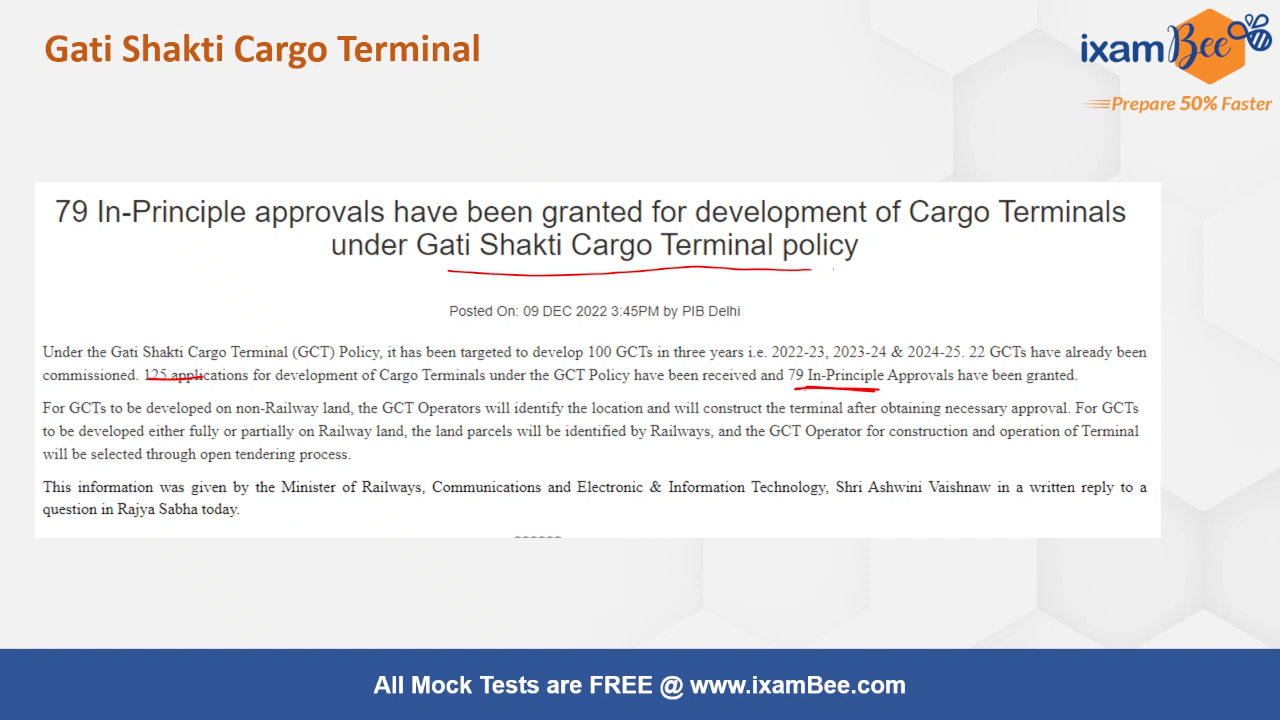 Gati Shakti Cargo Terminal
ixamBee
Prepare 50% Faster
79 In-Principle approvals have been granted for development of Cargo Terminals
under Gati Shakti Cargo Terminal policy
Posted On: 09 DEC 2022 3:45PM by PIB Delhi
Under the Gati Shakti Cargo Terminal (GCT) Policy, it has been targeted to develop 100 GCTs in three years i.e. 2022-23, 2023-24 & 2024-25. 22 GCTs have already been
commissioned. 125 applications for development of Cargo Terminals under the GCT Policy have been received and 79 In-Principle Approvals have been granted.
For GCTs to be developed on non-Railway land, the GCT Operators will identify the location and will construct the terminal after obtaining necessary approval. For GCTs
to be developed either fully or partially on Railway land, the land parcels will be identified by Railways, and the GCT Operator for construction and operation of Terminal
will be selected through open tendering process.
This information was given by the Minister of Railways, Communications and Electronic & Information Technology, Shri Ashwini Vaishnaw in a written reply to a
question in Rajya Sabha today.
******
All Mock Tests are FREE @ www.ixamBee.com